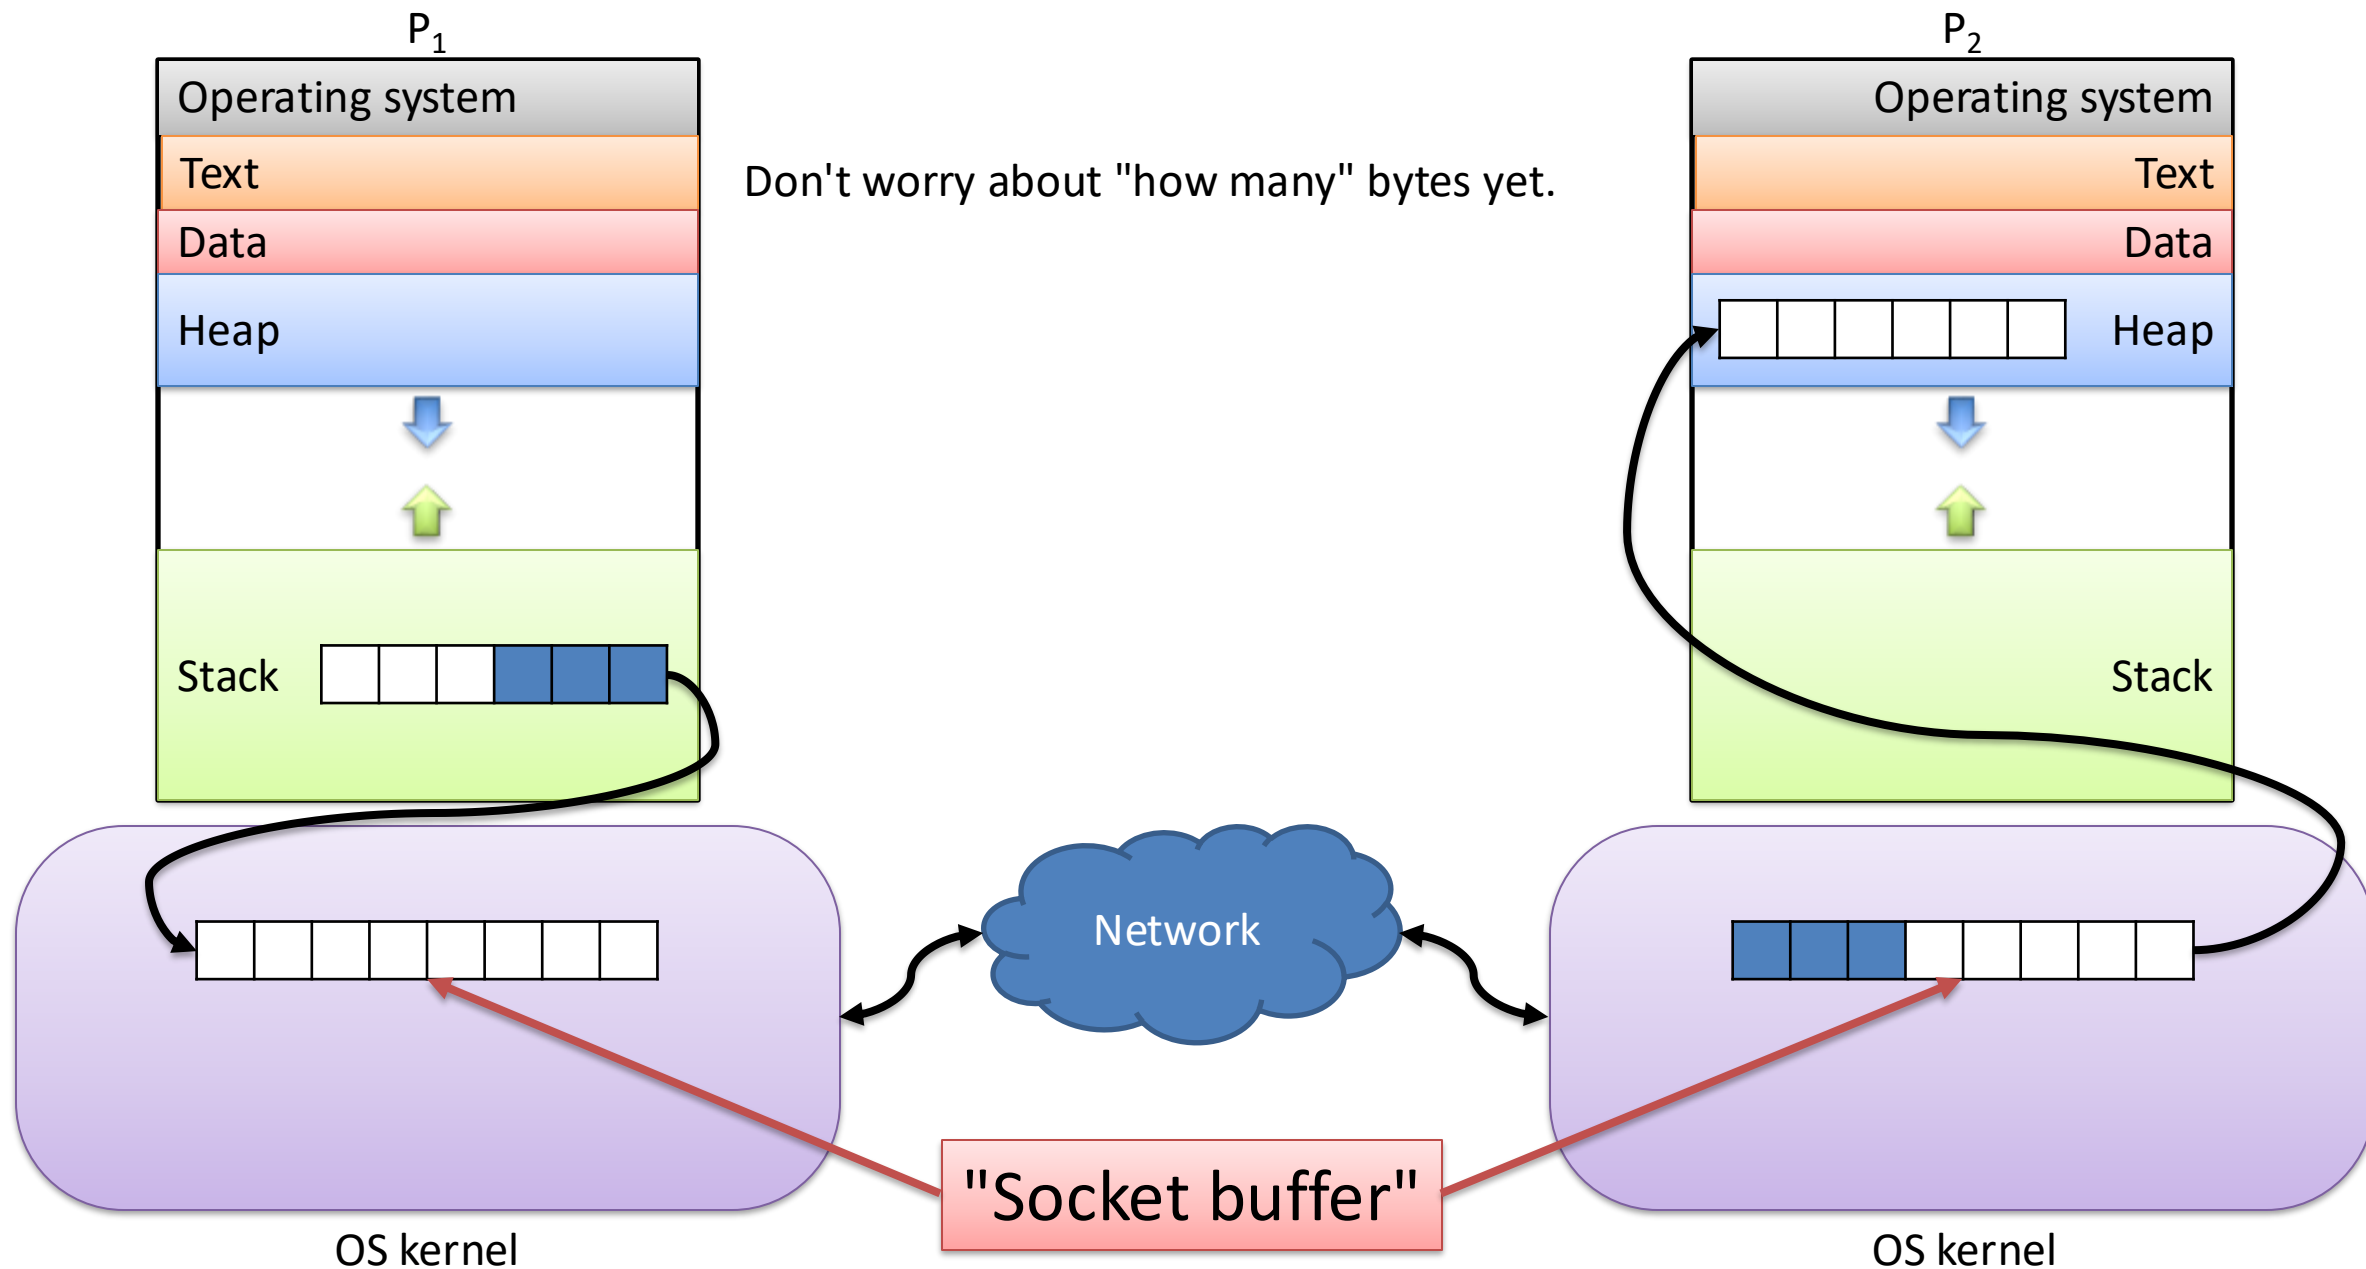 P1
Operating system
Text
Data
Heap
Stack
OS kernel
Don't worry about "how many" bytes yet.
Network
"Socket buffer"
P2
Operating system
Text
Data
Heap
Stack
OS kernel